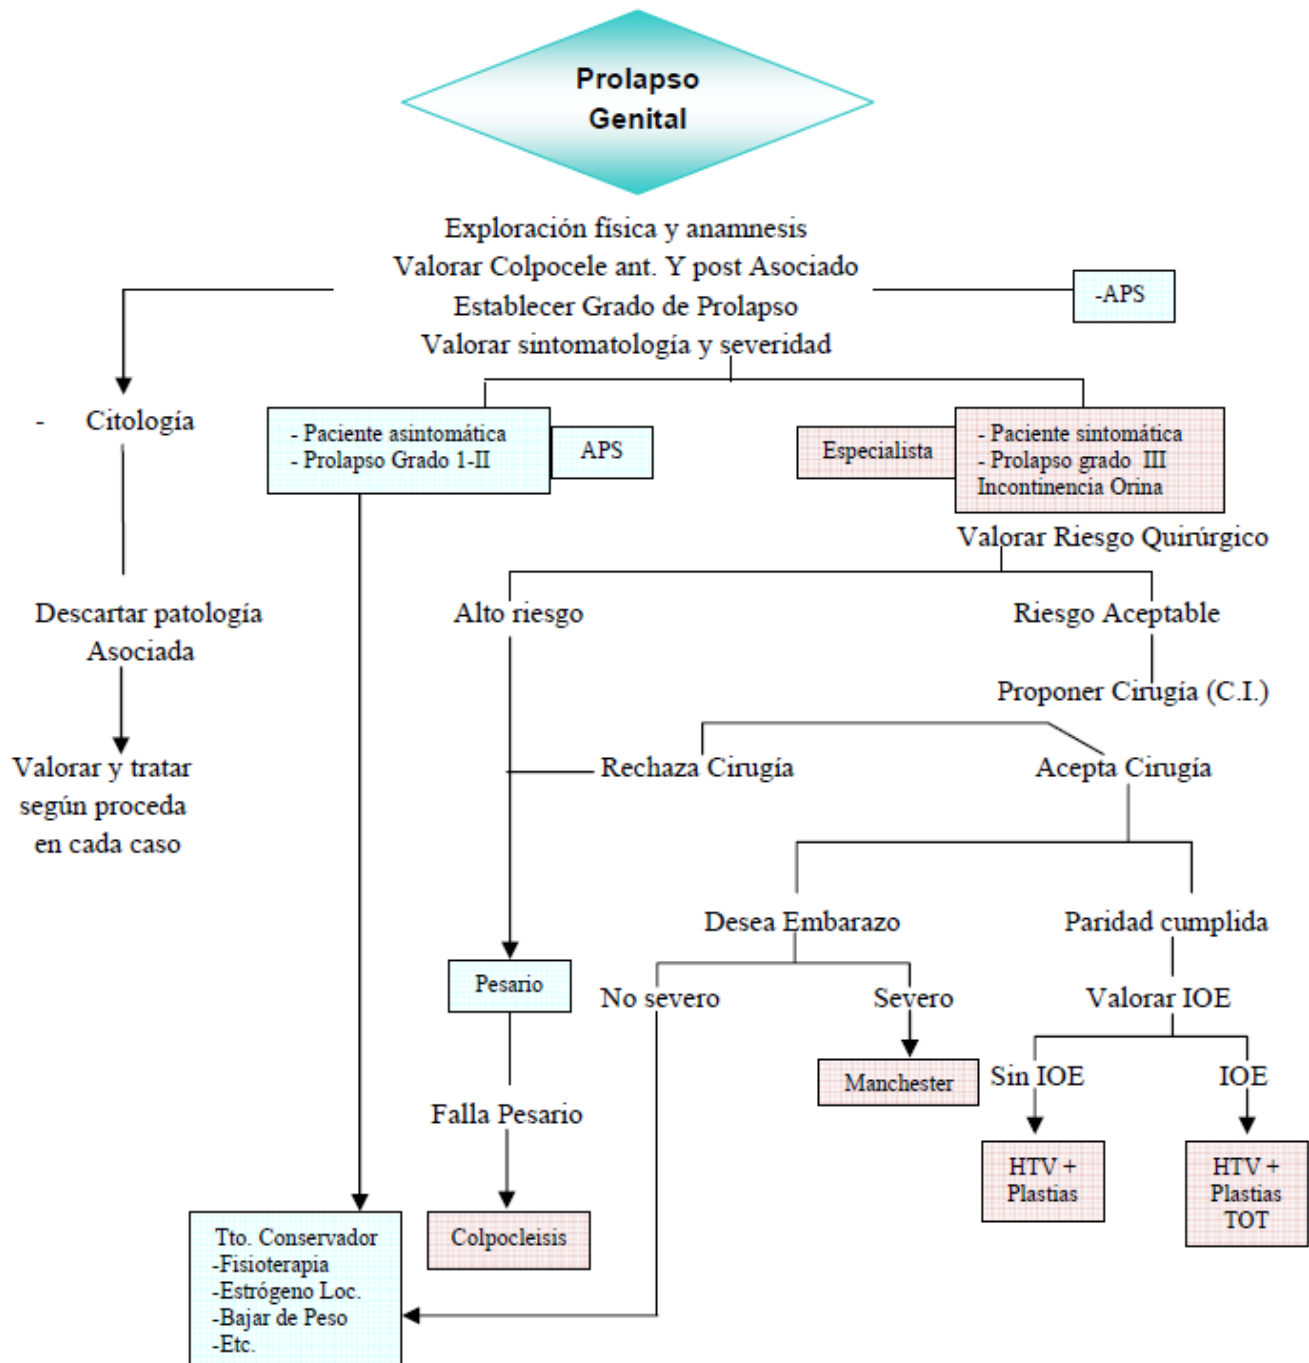 Prolapso
Genital
Exploración física y anamnesis
Valorar Colpocele ant. Y post Asociado
Establecer Grado de Prolapso
Valorar sintomatología y severidad
-APS
- Citología
- Paciente asintomática
- Prolapso Grado 1-II
APS
Especialista
- Paciente sintomática
- Prolapso grado III
Incontinencia Orina
Valorar Riesgo Quirúrgico
Descartar patología
Asociada
Alto riesgo
Riesgo Aceptable
Proponer Cirugía (C.I.)
Valorar y tratar
según proceda
en cada caso
Rechaza Cirugía
Acepta Cirugía
Desea Embarazo
Paridad cumplida
Pesario
No severo
Severo
Valorar IOE
Manchester
Sin IOE
IOE
Falla Pesario
HTV +
Plastias
HTV +
Plastias
TOT
Colpocleisis
Tto. Conservador
-Fisioterapia
-Estrógeno Loc.
-Bajar de Peso
-Etc.